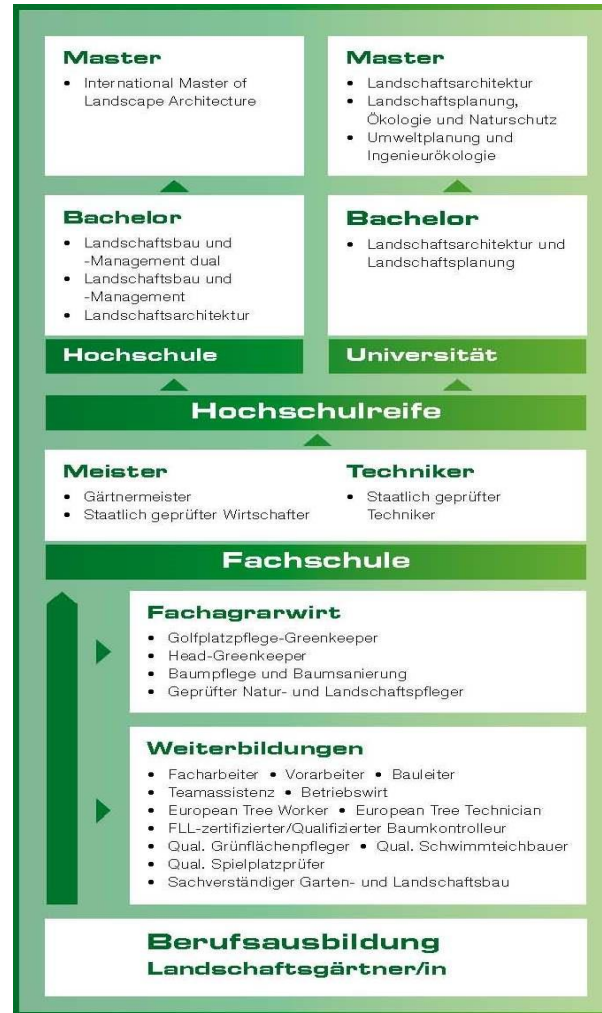 Master
• International Master of
Landscape Architecture
Master
• Landschaftsarchitektur
• Landschaftsplanung,
Ökologie und Naturschutz
• Umweltplanung und
Ingenieurökologie
Bachelor
• Landschaftsbau und
-Management dual
• Landschaftsbau und
-Management
• Landschaftsarchitektur
Bachelor
• Landschaftsarchitektur und
Landschaftsplanung
Hochschule
Universität
Hochschulreife
Meister
• Gärtnermeister
• Staatlich geprüfter Wirtschafter
Techniker
• Staatlich geprüfter
Techniker
Fachschule
Fachagrarwirt
• Golfplatzpflege-Greenkeeper
• Head-Greenkeeper
• Baumpflege und Baumsanierung
• Geprüfter Natur- und Landschaftspfleger
Weiterbildungen
• Facharbeiter • Vorarbeiter • Bauleiter
• Teamassistenz • Betriebswirt
• European Tree Worker • European Tree Technician
• FLL-zertifizierter/Qualifizierter Baumkontrolleur
• Qual. Grünflächenpfleger • Qual. Schwimmteichbauer
• Qual. Spielplatzprüfer
• Sachverständiger Garten- und Landschaftsbau
Berufsausbildung
Landschaftsgärtner/in